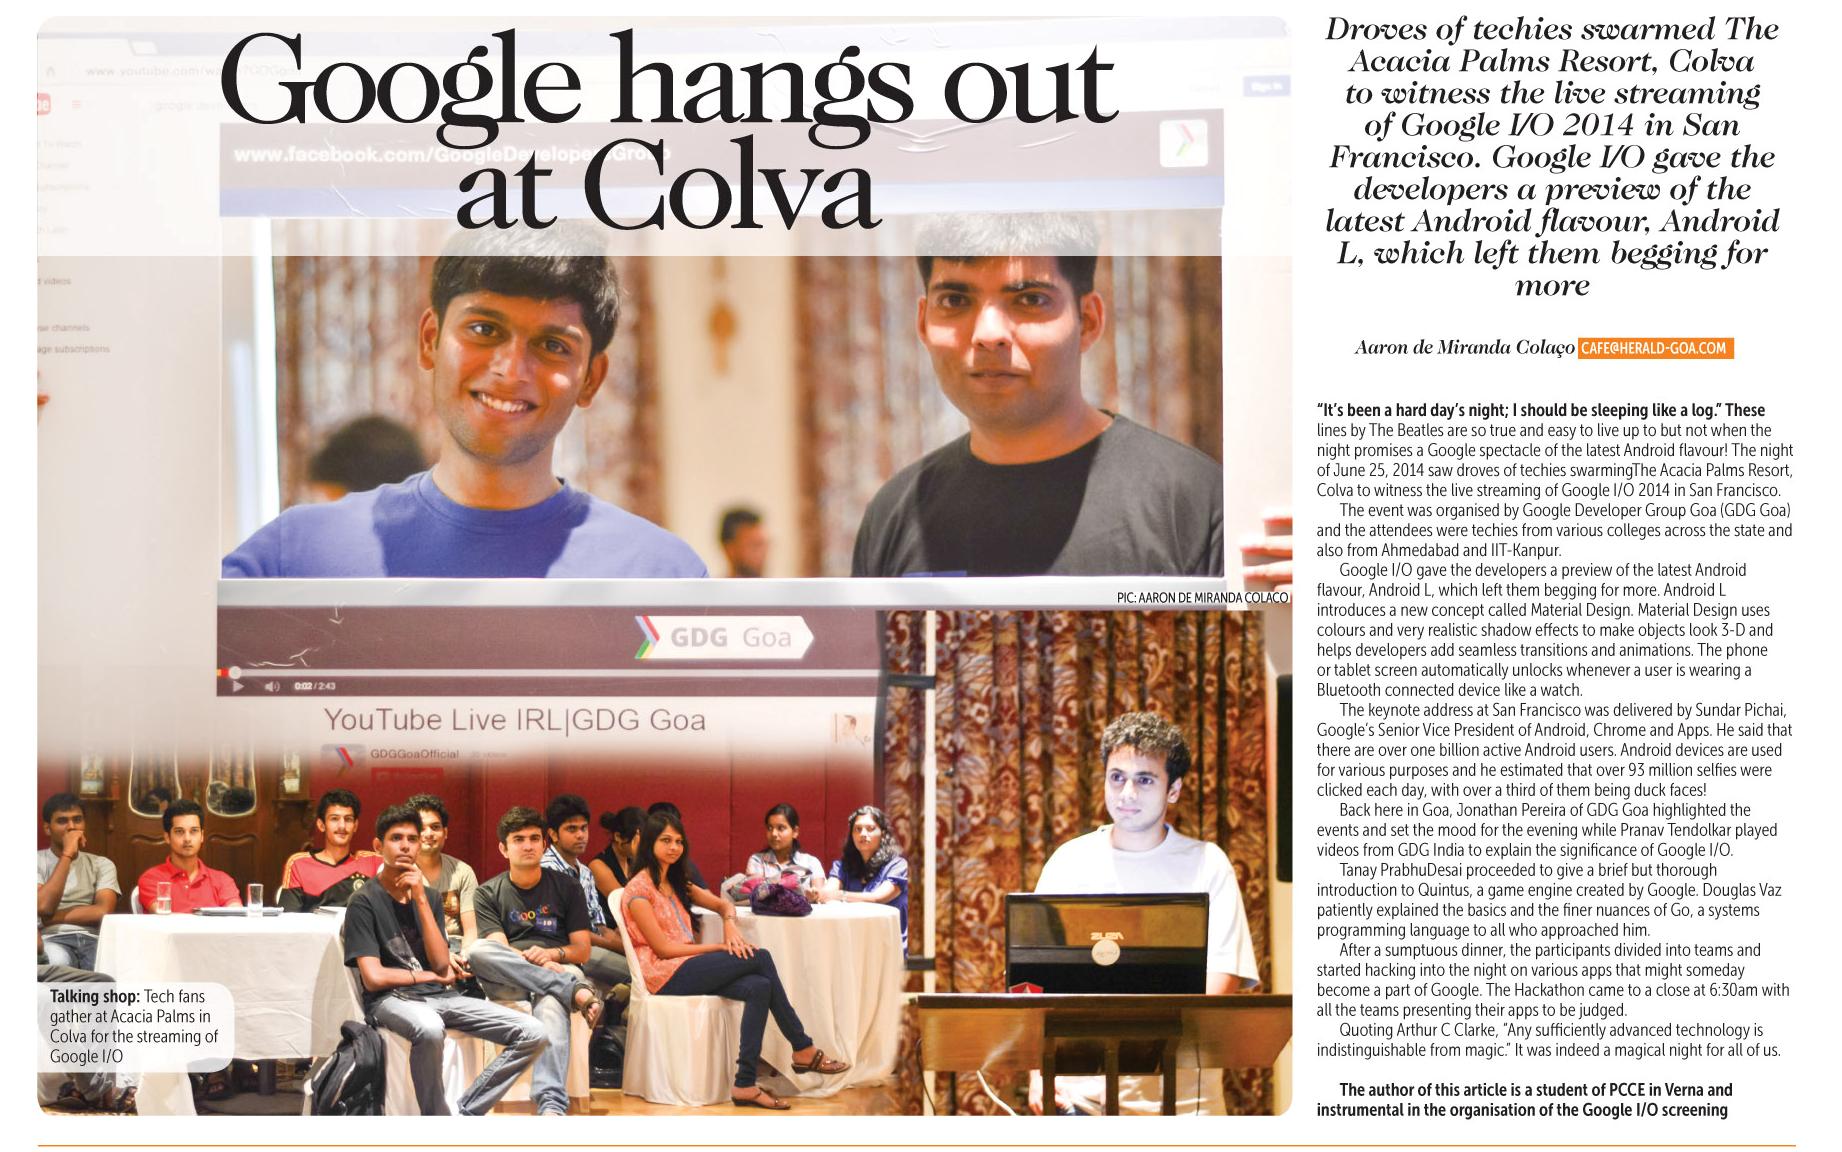 Google hangs out
at Colva
www.youtube.com/wa
Sign in
www.facebook.com/GoogleDevelopersGroup
d videos
se channels
age subscriptions
PIC: AARON DE MIRANDA COLACO
GDG Goa
0:02 / 2:43
YouTube Live IRL|GDG Goa
GDGGoaOfficial
Google
Talking shop: Tech fans
gather at Acacia Palms in
Colva for the streaming of
Google I/O
Droves of techies swarmed The
Acacia Palms Resort, Colva
to witness the live streaming
of Google I/O 2014 in San
Francisco. Google I/O gave the
developers a preview of the
latest Android flavour, Android
L, which left them begging for
more
Aaron de Miranda Colaço CAFE@HERALD-GOA.COM
“It’s been a hard day’s night; I should be sleeping like a log.” These
lines by The Beatles are so true and easy to live up to but not when the
night promises a Google spectacle of the latest Android flavour! The night
of June 25, 2014 saw droves of techies swarmingThe Acacia Palms Resort,
Colva to witness the live streaming of Google I/O 2014 in San Francisco.
The event was organised by Google Developer Group Goa (GDG Goa)
and the attendees were techies from various colleges across the state and
also from Ahmedabad and IIT-Kanpur.
Google I/O gave the developers a preview of the latest Android
flavour, Android L, which left them begging for more. Android L
introduces a new concept called Material Design. Material Design uses
colours and very realistic shadow effects to make objects look 3-D and
helps developers add seamless transitions and animations. The phone
or tablet screen automatically unlocks whenever a user is wearing a
Bluetooth connected device like a watch.
The keynote address at San Francisco was delivered by Sundar Pichai,
Google’s Senior Vice President of Android, Chrome and Apps. He said that
there are over one billion active Android users. Android devices are used
for various purposes and he estimated that over 93 million selfies were
clicked each day, with over a third of them being duck faces!
Back here in Goa, Jonathan Pereira of GDG Goa highlighted the
events and set the mood for the evening while Pranav Tendolkar played
videos from GDG India to explain the significance of Google I/O.
Tanay PrabhuDesai proceeded to give a brief but thorough
introduction to Quintus, a game engine created by Google. Douglas Vaz
patiently explained the basics and the finer nuances of Go, a systems
programming language to all who approached him.
After a sumptuous dinner, the participants divided into teams and
started hacking into the night on various apps that might someday
become a part of Google. The Hackathon came to a close at 6:30am with
all the teams presenting their apps to be judged.
Quoting Arthur C Clarke, “Any sufficiently advanced technology is
indistinguishable from magic.” It was indeed a magical night for all of us.
The author of this article is a student of PCCE in Verna and
instrumental in the organisation of the Google I/O screening